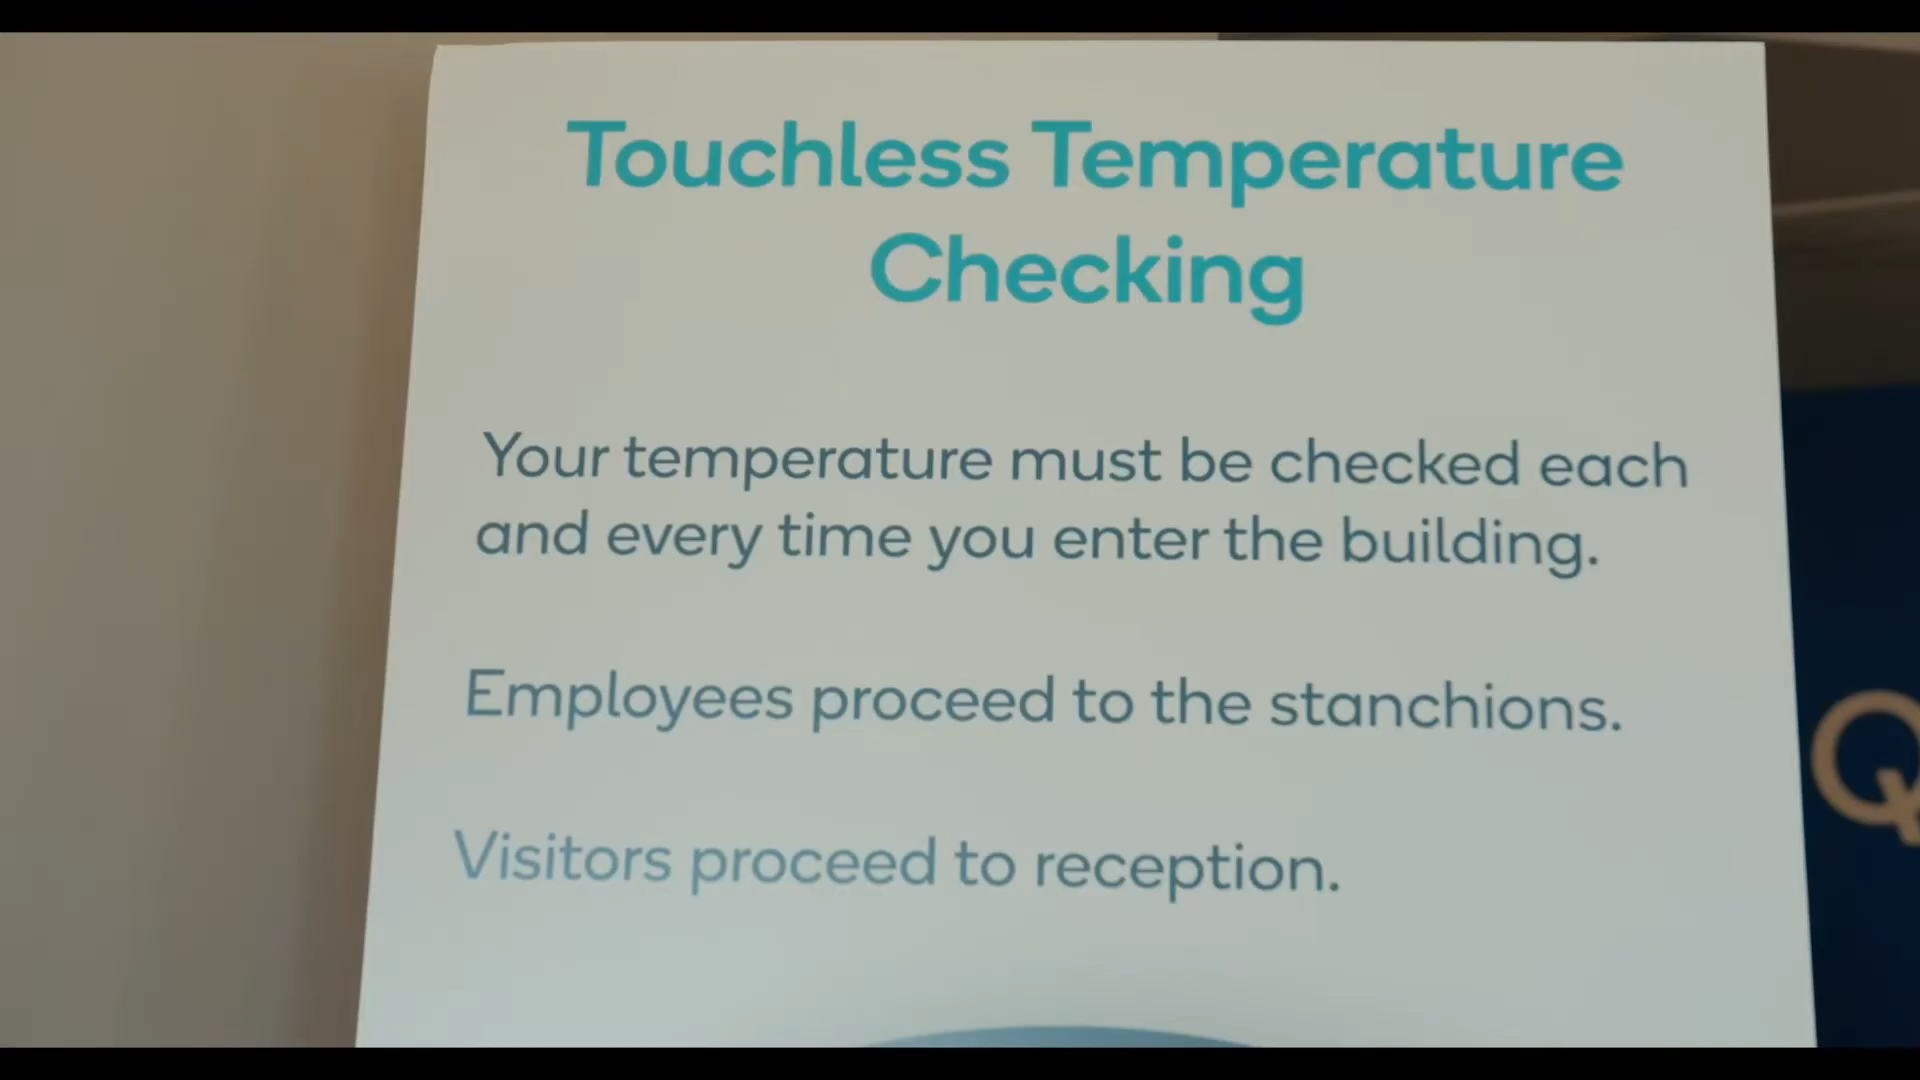 Touchless Temperature
Checking
Your temperature must be checked each
and every time you enter the building.
Employees proceed to the stanchions.
Visitors proceed to reception.
Q